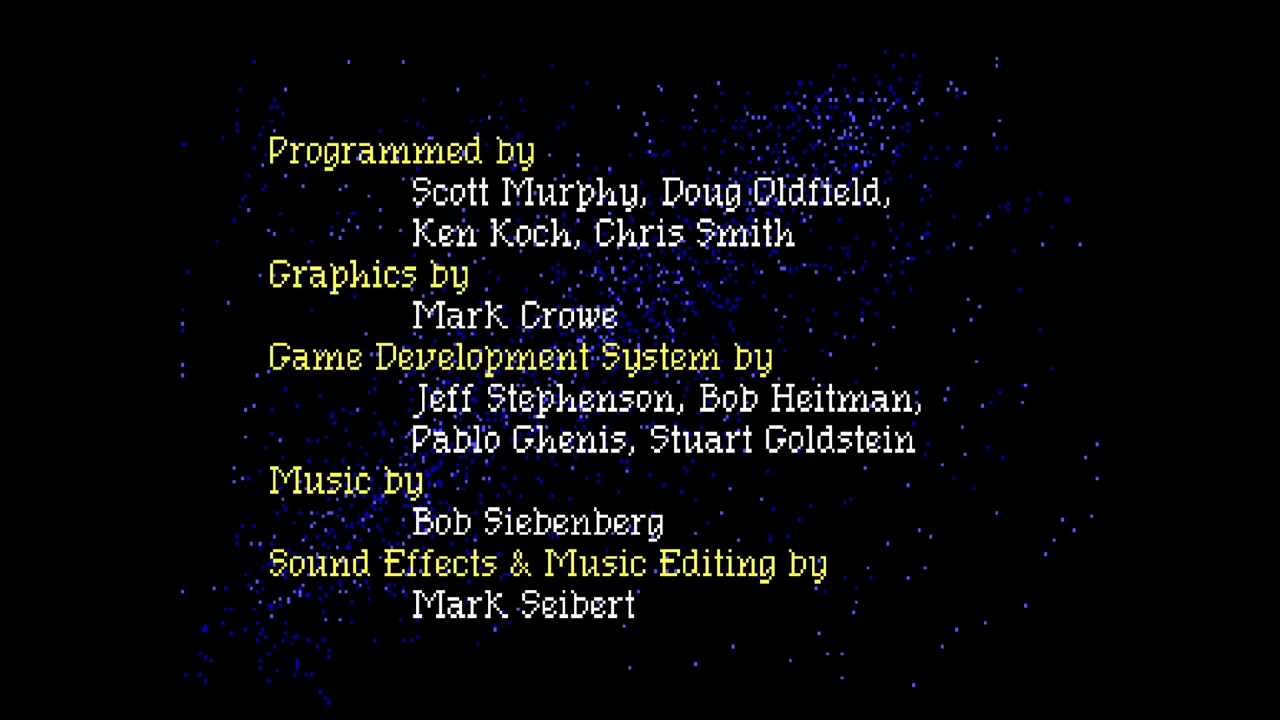 Programmed by
Scott Murphy, Doug Oldfield,
Ken Koch, Chris Smith
Graphics by
Mark Crowe
Game Development System by
Jeff Stephenson, Bob Heitman,
Pablo Ghenis, Stuart Goldstein
Music by
Bob Siebenberg
Sound Effects & Music Editing by
Mark Seibert